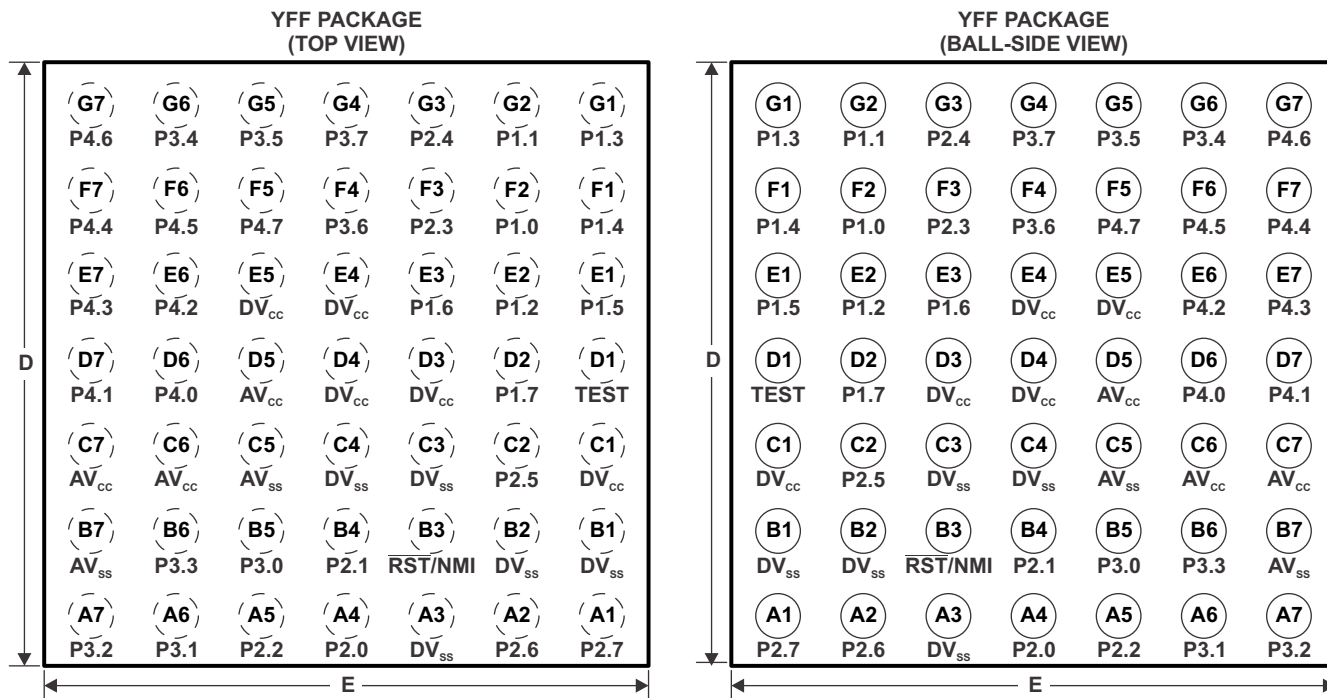 YFF PACKAGE
(TOP VIEW)
G7 G6 G5 G4 G3 G2 G1
P4.6 P3.4 P3.5 P3.7 P2.4 P1.1 P1.3
F7 F6 F5 F4 F3 F2 F1
P4.4 P4.5 P4.7 P3.6 P2.3 P1.0 P1.4
E7 E6 E5 E4 E3 E2 E1
P4.3 P4.2 DVcc DVcc P1.6 P1.2 P1.5
D
D7 D6 D5 D4 D3 D2 D1
P4.1 P4.0 AVcc DVcc DVcc P1.7 TEST
C7 C6 C5 C4 C3 C2 C1
AVcc AVcc AVss DVss DVss P2.5 DVcc
B7 B6 B5 B4 B3 B2 B1
AVss P3.3 P3.0 P2.1 RST/NMI DVss DVss
A7 A6 A5 A4 A3 A2 A1
P3.2 P3.1 P2.2 P2.0 DVss P2.6 P2.7
E
YFF PACKAGE
(BALL-SIDE VIEW)
G1 G2 G3 G4 G5 G6 G7
P1.3 P1.1 P2.4 P3.7 P3.5 P3.4 P4.6
F1 F2 F3 F4 F5 F6 F7
P1.4 P1.0 P2.3 P3.6 P4.7 P4.5 P4.4
E1 E2 E3 E4 E5 E6 E7
P1.5 P1.2 P1.6 DVcc DVcc P4.2 P4.3
D
D1 D2 D3 D4 D5 D6 D7
TEST P1.7 DVcc DVcc AVcc P4.0 P4.1
C1 C2 C3 C4 C5 C6 C7
DVcc P2.5 DVss DVss AVss AVcc AVcc
B1 B2 B3 B4 B5 B6 B7
DVss DVss RST/NMI P2.1 P3.0 P3.3 AVss
A1 A2 A3 A4 A5 A6 A7
P2.7 P2.6 DVss P2.0 P2.2 P3.1 P3.2
E